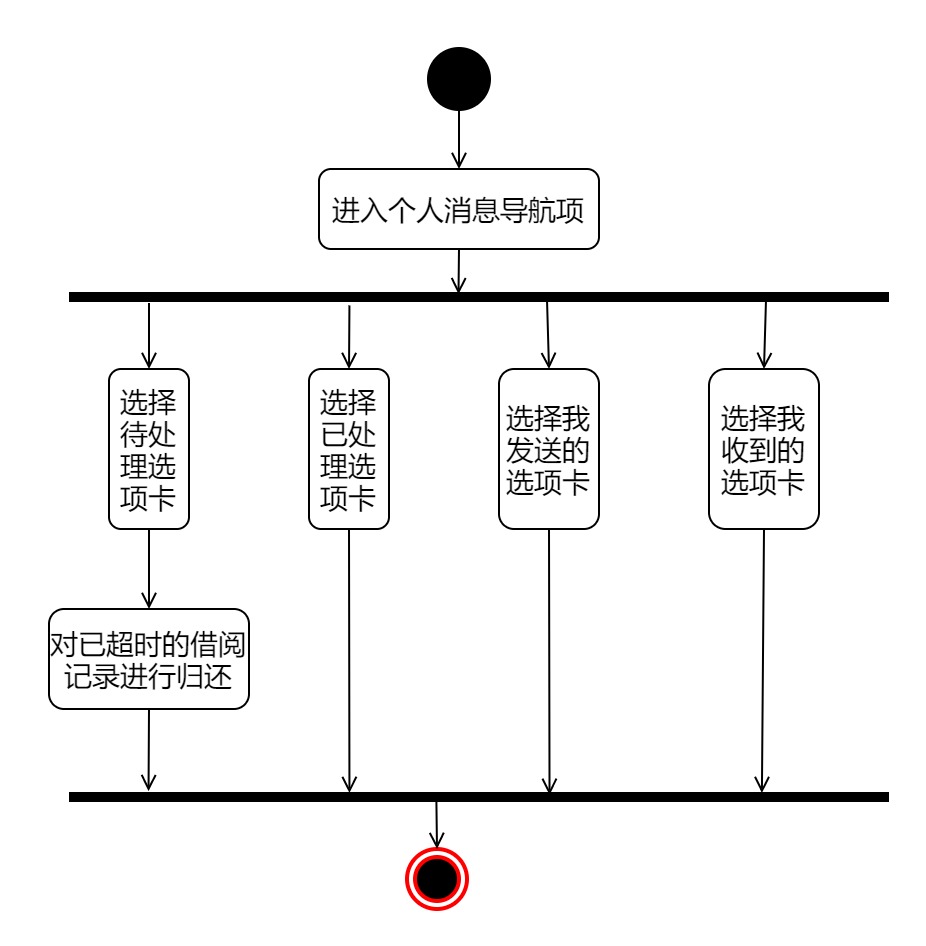 进入个人消息导航项
选择
待处
理选
项卡
选择
已处
理选
项卡
选择我
发送的
选项卡
选择我
收到的
选项卡
对已超时的借阅
记录进行归还